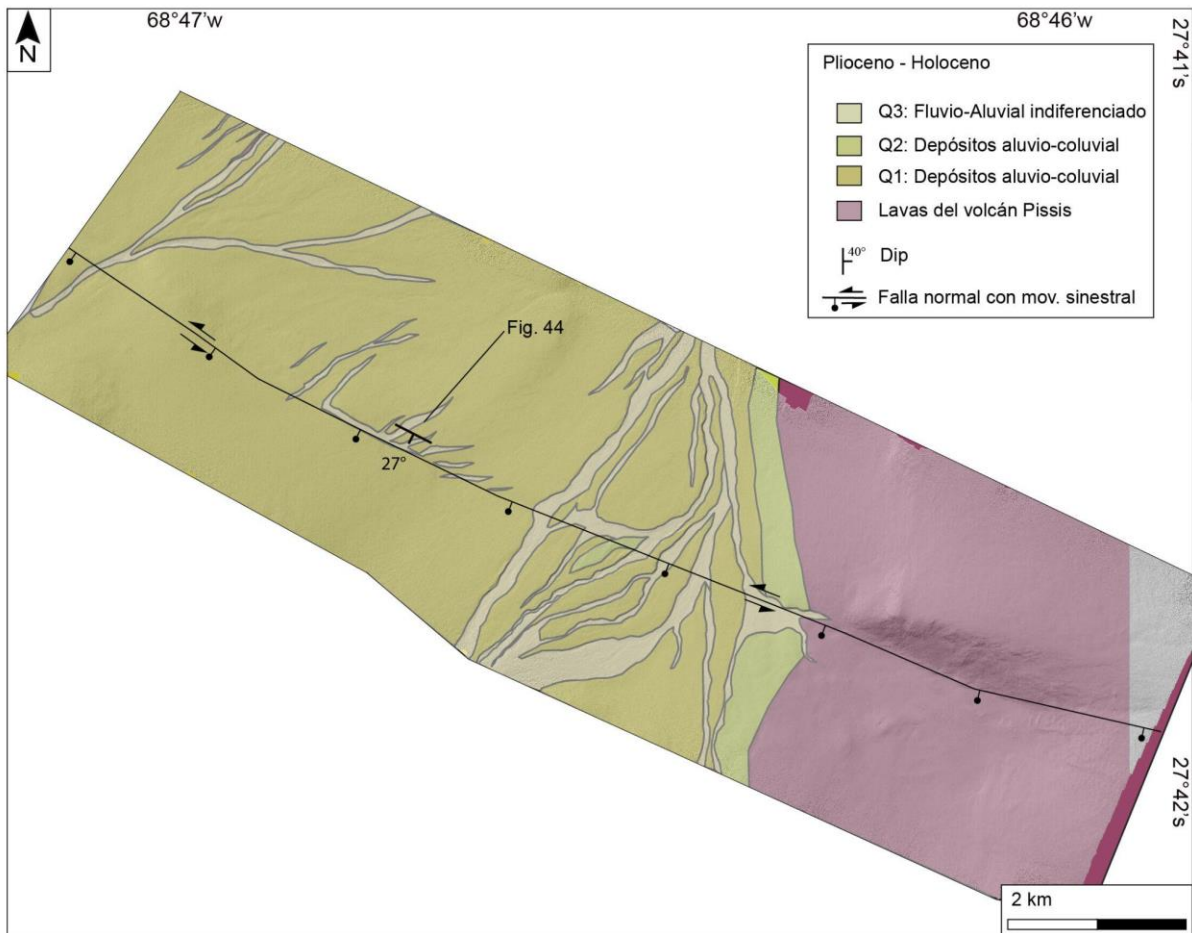 68°47’w
68°46’w
27°41’s
N
Plioceno - Holoceno
Q3: Fluvio-Aluvial indiferenciado
Q2: Depósitos aluvio-coluvial
Q1: Depósitos aluvio-coluvial
Lavas del volcán Pissis
40° Dip
Falla normal con mov. sinestral
Fig. 44
27°
27°42’s
2 km